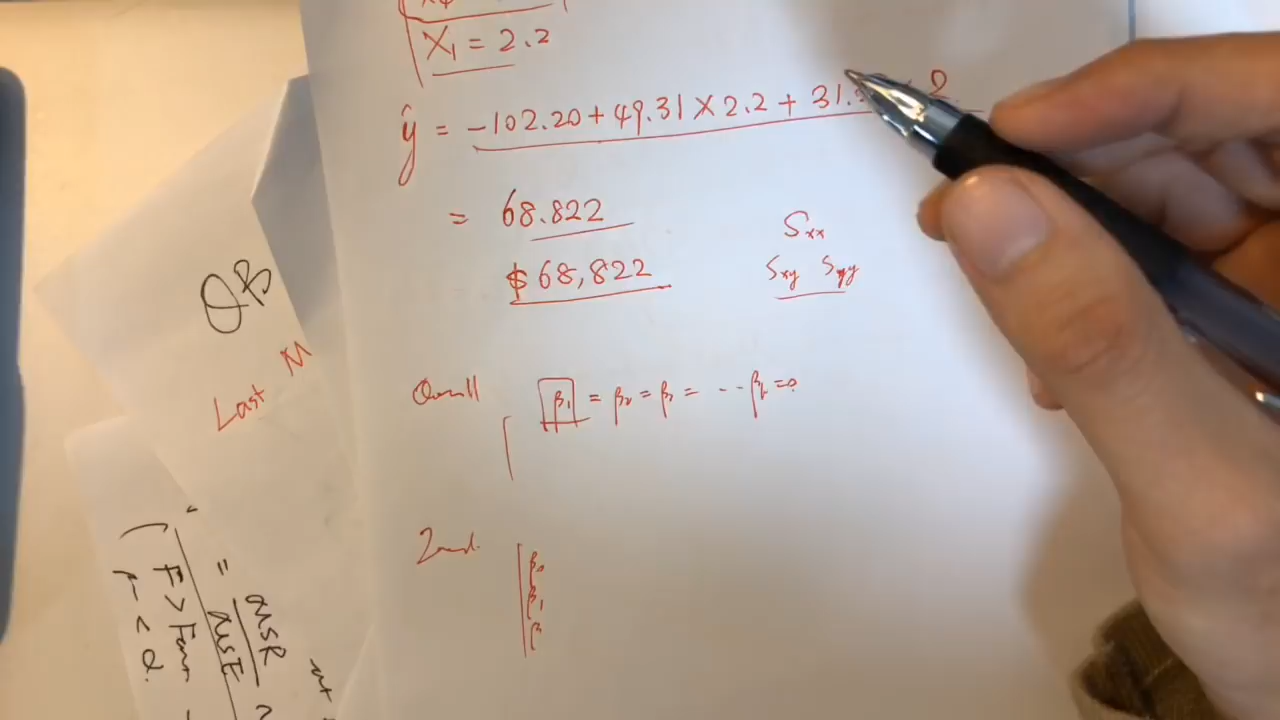 X₁ = 2.2
ŷ = -102.20 + 49.31 × 2.2 + 31. 2
= 68.822
$68,822
Sxx
Sxy Syy
Overall β₁ = β₂ = β₃ = -- βk = 0
2nd.
β₀
β₁
β
OB
Last M
= MSR
MSE
F >
p < α.